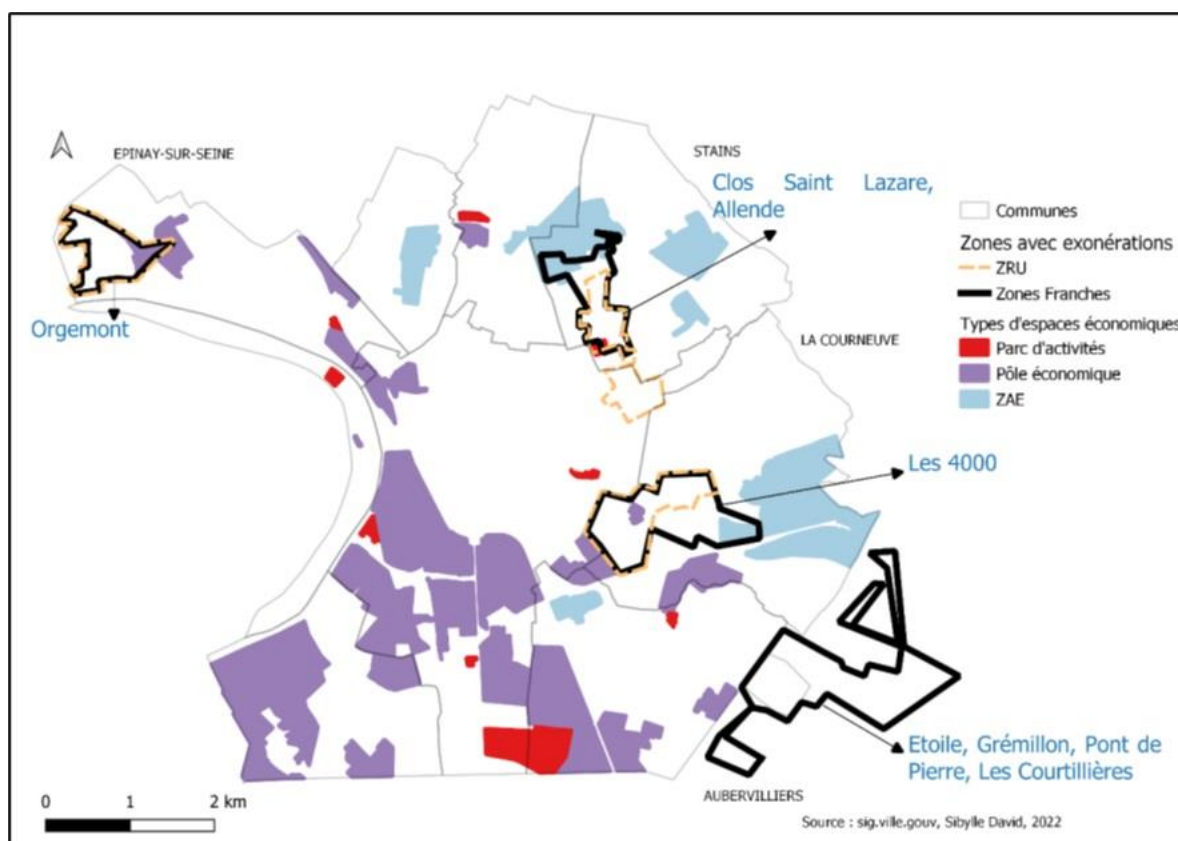 EPINAY-SUR-SEINE
STAINS
Clos Saint Lazare,
Allende
Communes
Zones avec exonérations
ZRU
Zones Franches
Types d'espaces économiques
Parc d'activités
Pôle économique
ZAE
Orgemont
LA COURNEUVE
Les 4000
Etoile, Grémillon, Pont de
Pierre, Les Courtillières
AUBERVILLIERS
0 1 2 km
Source : sig.ville.gouv, Sibylle David, 2022